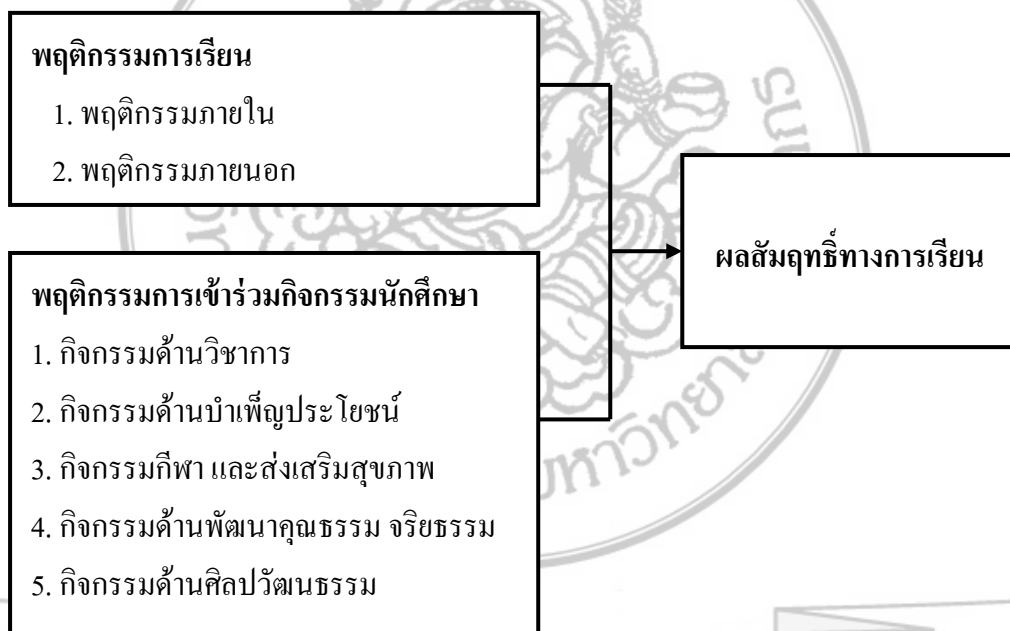 พฤติกรรมการเรียน
1. พฤติกรรมภายใน
2. พฤติกรรมภายนอก
พฤติกรรมการเข้าร่วมกิจกรรมนักศึกษา
1. กิจกรรมด้านวิชาการ
2. กิจกรรมด้านบำเพ็ญประโยชน์
3. กิจกรรมกีฬา และส่งเสริมสุขภาพ
4. กิจกรรมด้านพัฒนาคุณธรรม จริยธรรม
5. กิจกรรมด้านศิลปวัฒนธรรม
ผลสัมฤทธิ์ทางการเรียน